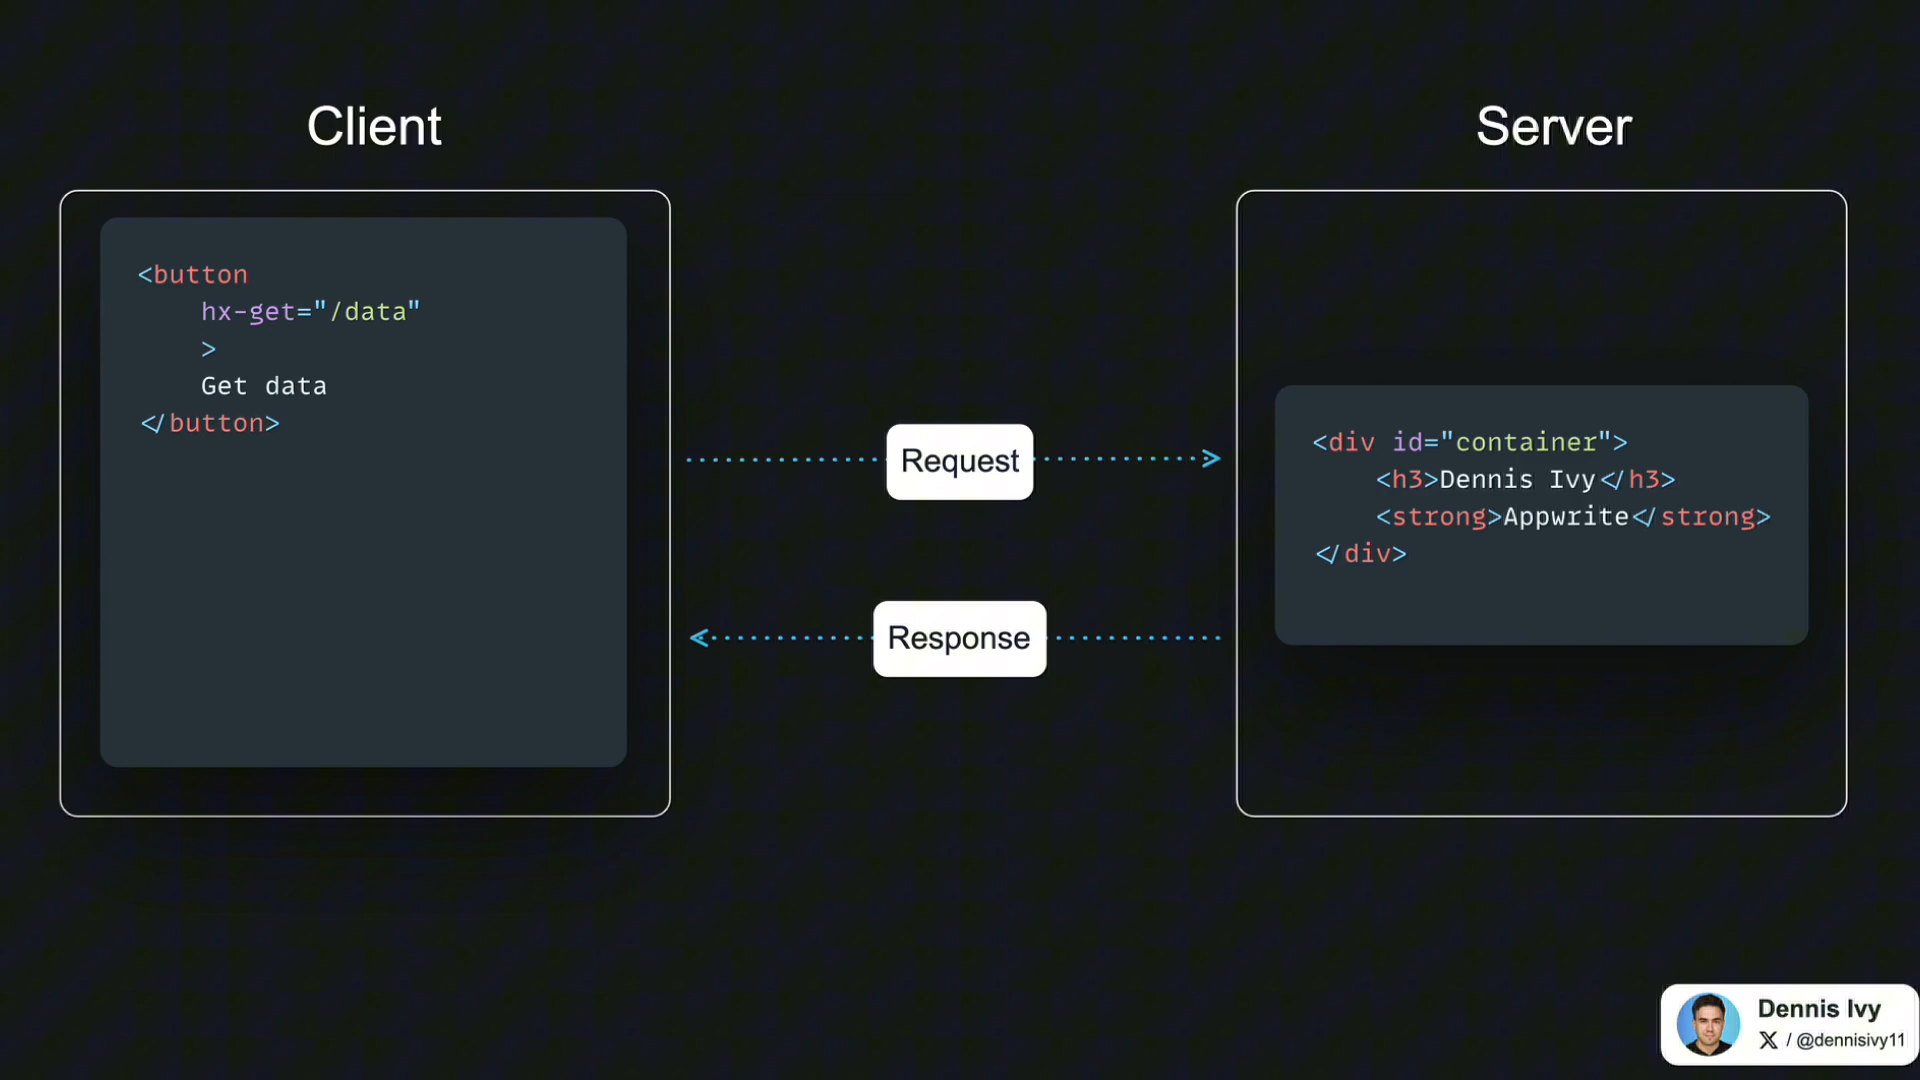 Client
Server
<button
hx-get="/data"
>
Get data
</button>
Request
Response
<div id="container">
<h3>Dennis Ivy</h3>
<strong>Appwrite</strong>
</div>
Dennis Ivy
X / @dennisivy11